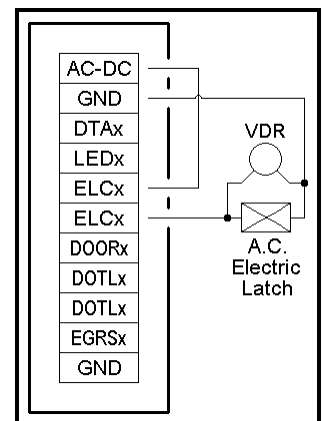 AC-DC
GND
DTAx
LEDx
ELCx
ELCx
DOORx
DOTLx
DOTLx
EGRSx
GND
VDR
A.C.
Electric
Latch